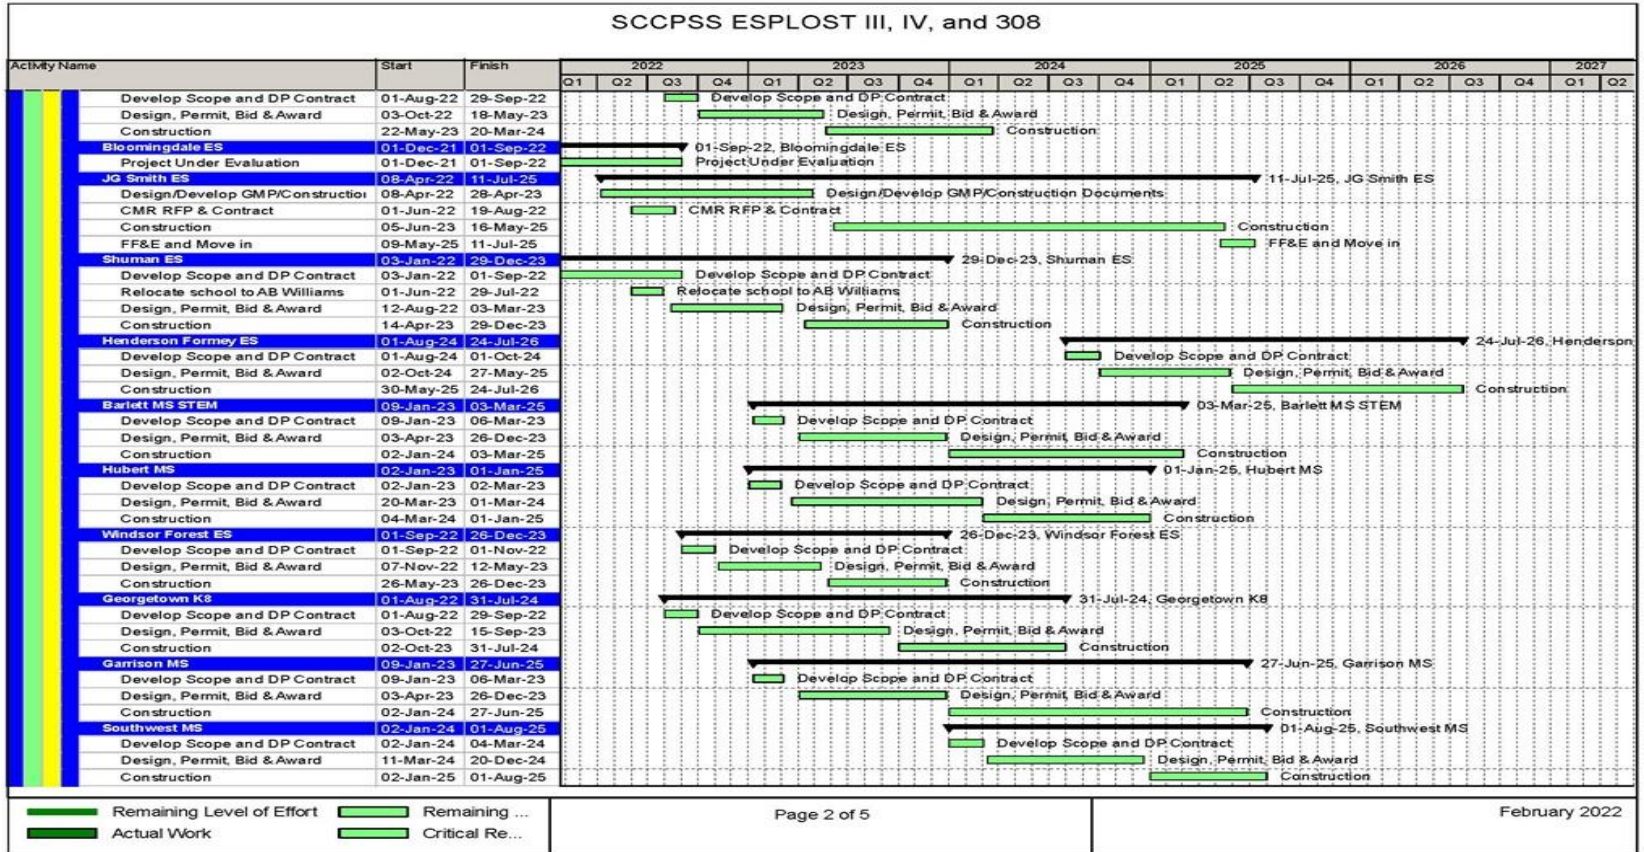 SCCPSS ESPLOST III, IV, and 308
Activity Name Start Finish 2022 2023 2024 2025 2026 2027
Q1 Q2 Q3 Q4 Q1 Q2 Q3 Q4 Q1 Q2 Q3 Q4 Q1 Q2 Q3 Q4 Q1 Q2 Q3 Q4 Q1 Q2
Develop Scope and DP Contract 01-Aug-22 29-Sep-22 Develop Scope and DP Contract
Design, Permit, Bid & Award 03-Oct-22 18-May-23 Design, Permit, Bid & Award
Construction 22-May-23 20-Mar-24 Construction
Bloomingdale ES 01-Dec-21 01-Sep-22 01-Sep-22, Bloomingdale ES
Project Under Evaluation 01-Dec-21 01-Sep-22 Project Under Evaluation
JG Smith ES 08-Apr-22 11-Jul-25 11-Jul-25, JG Smith ES
Design/Develop GMP/Construction 08-Apr-22 28-Apr-23 Design/Develop GMP/Construction Documents
CMR RFP & Contract 01-Jun-22 19-Aug-22 CMR RFP & Contract
Construction 05-Jun-23 16-May-25 Construction
FF&E and Move in 09-May-25 11-Jul-25 FF&E and Move in
Shuman ES 03-Jan-22 29-Dec-23 29-Dec-23, Shuman ES
Develop Scope and DP Contract 03-Jan-22 01-Sep-22 Develop Scope and DP Contract
Relocate school to AB Williams 01-Jun-22 29-Jul-22 Relocate school to AB Williams
Design, Permit, Bid & Award 12-Aug-22 03-Mar-23 Design, Permit, Bid & Award
Construction 14-Apr-23 29-Dec-23 Construction
Henderson Formey ES 01-Aug-24 24-Jul-26 24-Jul-26, Henderson
Develop Scope and DP Contract 01-Aug-24 01-Oct-24 Develop Scope and DP Contract
Design, Permit, Bid & Award 02-Oct-24 27-May-25 Design, Permit, Bid & Award
Construction 30-May-25 24-Jul-26 Construction
Barlett MS STEM 09-Jan-23 03-Mar-25 03-Mar-25, Barlett MS STEM
Develop Scope and DP Contract 09-Jan-23 06-Mar-23 Develop Scope and DP Contract
Design, Permit, Bid & Award 03-Apr-23 26-Dec-23 Design, Permit, Bid & Award
Construction 02-Jan-24 03-Mar-25 Construction
Hubert MS 02-Jan-23 01-Jan-25 01-Jan-25, Hubert MS
Develop Scope and DP Contract 02-Jan-23 02-Mar-23 Develop Scope and DP Contract
Design, Permit, Bid & Award 20-Mar-23 01-Mar-24 Design, Permit, Bid & Award
Construction 04-Mar-24 01-Jan-25 Construction
Windsor Forest ES 01-Sep-22 26-Dec-23 26-Dec-23, Windsor Forest ES
Develop Scope and DP Contract 01-Sep-22 01-Nov-22 Develop Scope and DP Contract
Design, Permit, Bid & Award 07-Nov-22 12-May-23 Design, Permit, Bid & Award
Construction 26-May-23 26-Dec-23 Construction
Georgetown K8 01-Aug-22 31-Jul-24 31-Jul-24, Georgetown K8
Develop Scope and DP Contract 01-Aug-22 29-Sep-22 Develop Scope and DP Contract
Design, Permit, Bid & Award 03-Oct-22 15-Sep-23 Design, Permit, Bid & Award
Construction 02-Oct-23 31-Jul-24 Construction
Garrison MS 09-Jan-23 27-Jun-25 27-Jun-25, Garrison MS
Develop Scope and DP Contract 09-Jan-23 06-Mar-23 Develop Scope and DP Contract
Design, Permit, Bid & Award 03-Apr-23 26-Dec-23 Design, Permit, Bid & Award
Construction 02-Jan-24 27-Jun-25 Construction
Southwest MS 02-Jan-24 01-Aug-25 01-Aug-25, Southwest MS
Develop Scope and DP Contract 02-Jan-24 04-Mar-24 Develop Scope and DP Contract
Design, Permit, Bid & Award 11-Mar-24 20-Dec-24 Design, Permit, Bid & Award
Construction 02-Jan-25 01-Aug-25 Construction
Remaining Level of Effort Remaining ... Page 2 of 5 February 2022
Actual Work Critical Re...